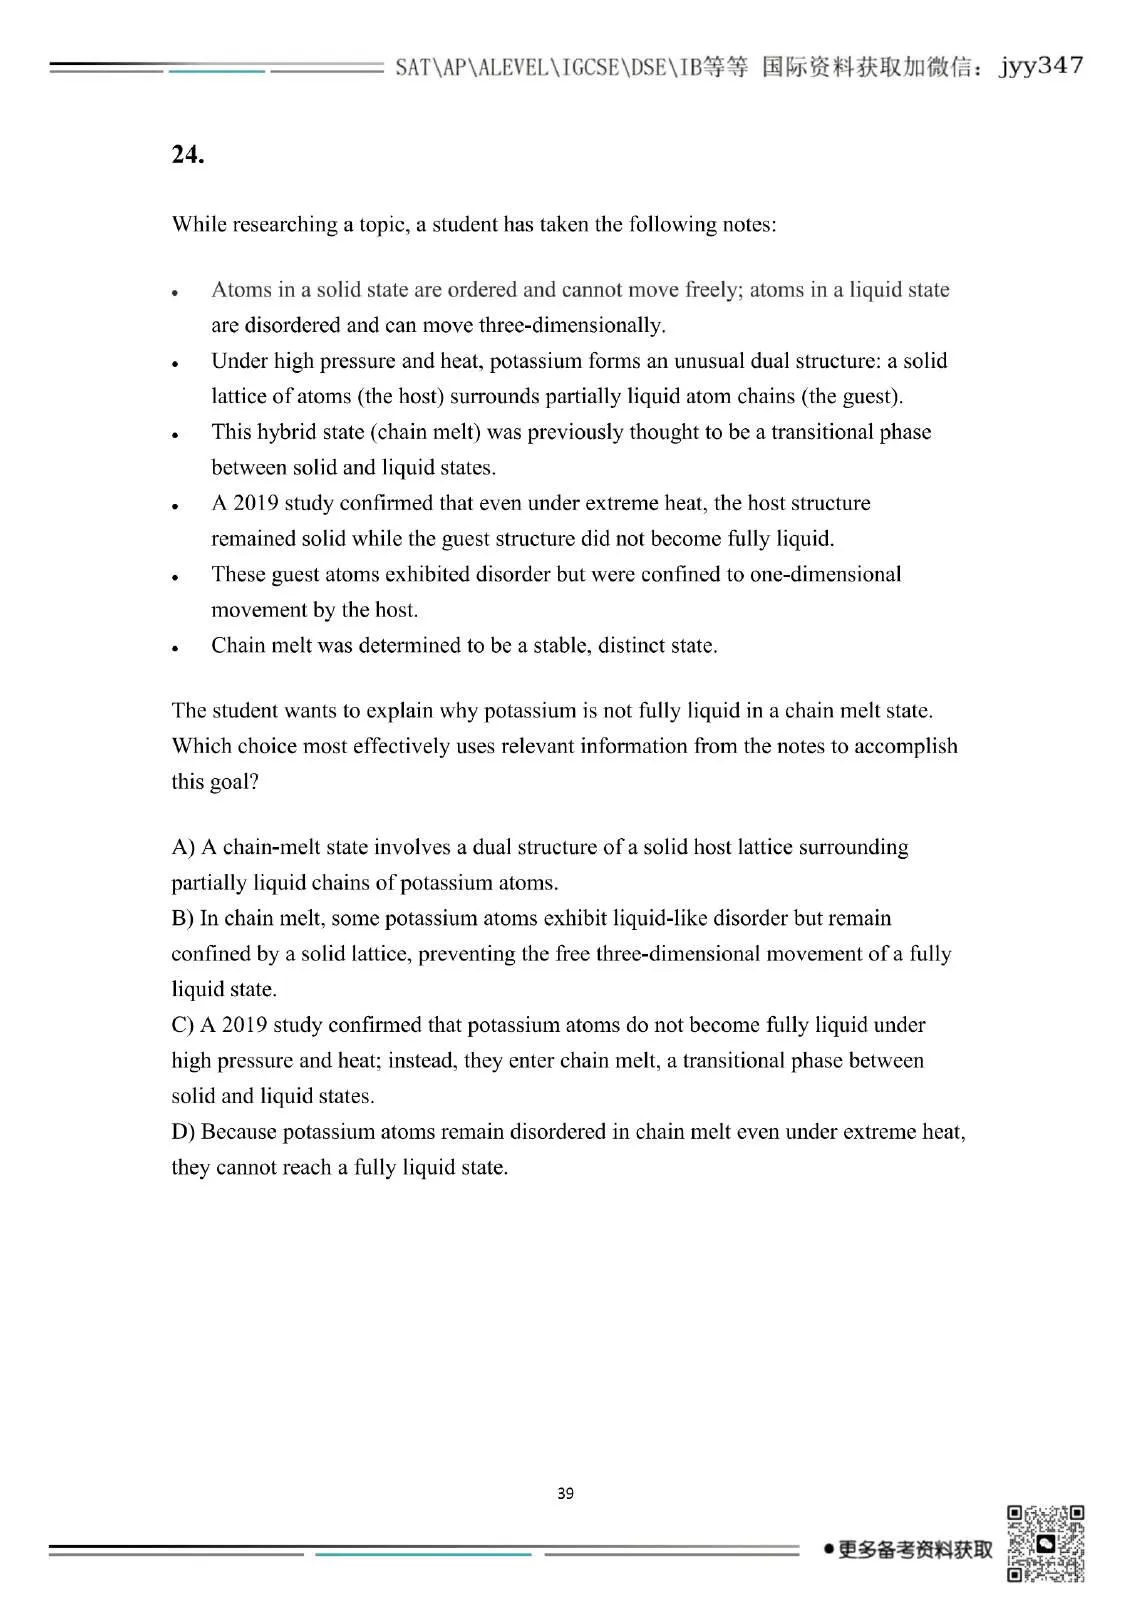 SAT\AP\ALEVEL\IGCSE\DSE\IB等等 国际资料获取加微信：jyy347
24.
While researching a topic, a student has taken the following notes:
• Atoms in a solid state are ordered and cannot move freely; atoms in a liquid state
are disordered and can move three-dimensionally.
• Under high pressure and heat, potassium forms an unusual dual structure: a solid
lattice of atoms (the host) surrounds partially liquid atom chains (the guest).
• This hybrid state (chain melt) was previously thought to be a transitional phase
between solid and liquid states.
• A 2019 study confirmed that even under extreme heat, the host structure
remained solid while the guest structure did not become fully liquid.
• These guest atoms exhibited disorder but were confined to one-dimensional
movement by the host.
• Chain melt was determined to be a stable, distinct state.
The student wants to explain why potassium is not fully liquid in a chain melt state.
Which choice most effectively uses relevant information from the notes to accomplish
this goal?
A) A chain-melt state involves a dual structure of a solid host lattice surrounding
partially liquid chains of potassium atoms.
B) In chain melt, some potassium atoms exhibit liquid-like disorder but remain
confined by a solid lattice, preventing the free three-dimensional movement of a fully
liquid state.
C) A 2019 study confirmed that potassium atoms do not become fully liquid under
high pressure and heat; instead, they enter chain melt, a transitional phase between
solid and liquid states.
D) Because potassium atoms remain disordered in chain melt even under extreme heat,
they cannot reach a fully liquid state.
39
●更多备考资料获取